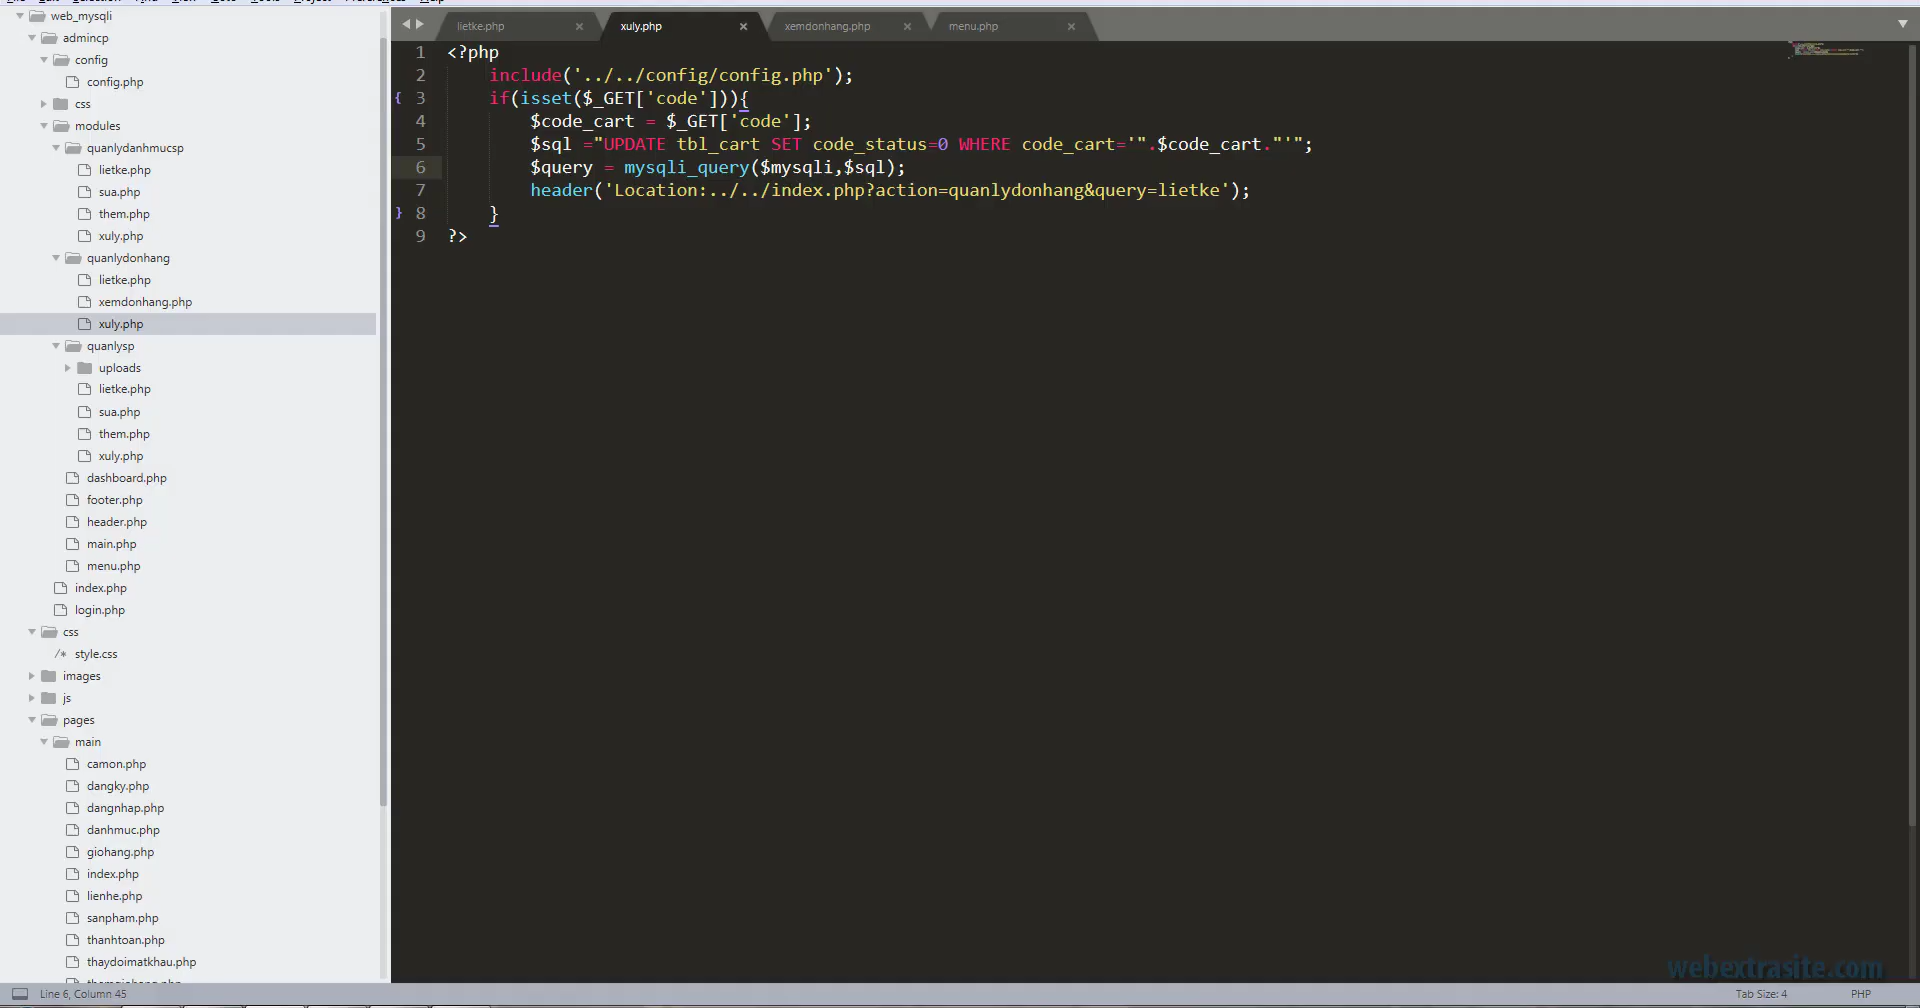 web_mysqli
admincp
config
config.php
css
modules
quanlydanhmucsp
lietke.php
sua.php
them.php
xuly.php
quanlydonhang
lietke.php
xemdonhang.php
xuly.php
quanlysp
uploads
lietke.php
sua.php
them.php
xuly.php
dashboard.php
footer.php
header.php
main.php
menu.php
index.php
login.php
css
/* style.css
images
js
pages
main
camon.php
dangky.php
dangnhap.php
danhmuc.php
giohang.php
index.php
lienhe.php
sanpham.php
thanhtoan.php
thaydoimatkhau.php
lietke.php × xuly.php × xemdonhang.php × menu.php ×
1 <?php
2 include('../../config/config.php');
{ 3 if(isset($_GET['code'])){
4 $code_cart = $_GET['code'];
5 $sql ="UPDATE tbl_cart SET code_status=0 WHERE code_cart='".$code_cart."'";
6 $query = mysqli_query($mysqli,$sql);
7 header('Location:../../index.php?action=quanlydonhang&query=lietke');
} 8 }
9 ?>
webextrasite.com
Line 6, Column 45
Tab Size: 4
PHP